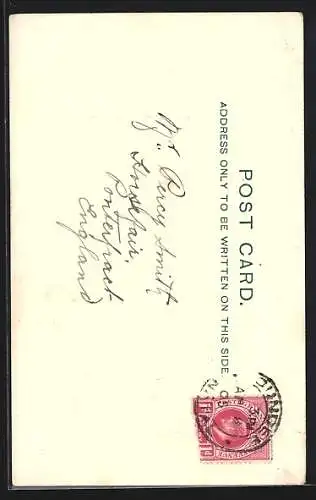 POST CARD.
ADDRESS ONLY TO BE WRITTEN ON THIS SIDE.
Mr. Percy Smith
Pontefract
England